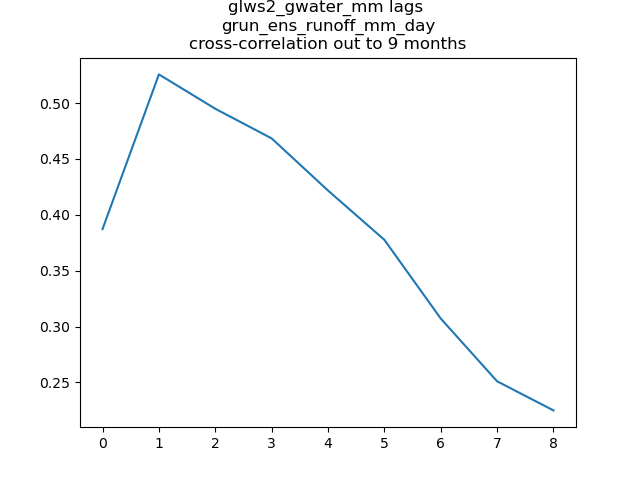 glws2_gwater_mm lags
grun_ens_runoff_mm_day
cross-correlation out to 9 months
0.50
0.45
0.40
0.35
0.30
0.25
0 1 2 3 4 5 6 7 8